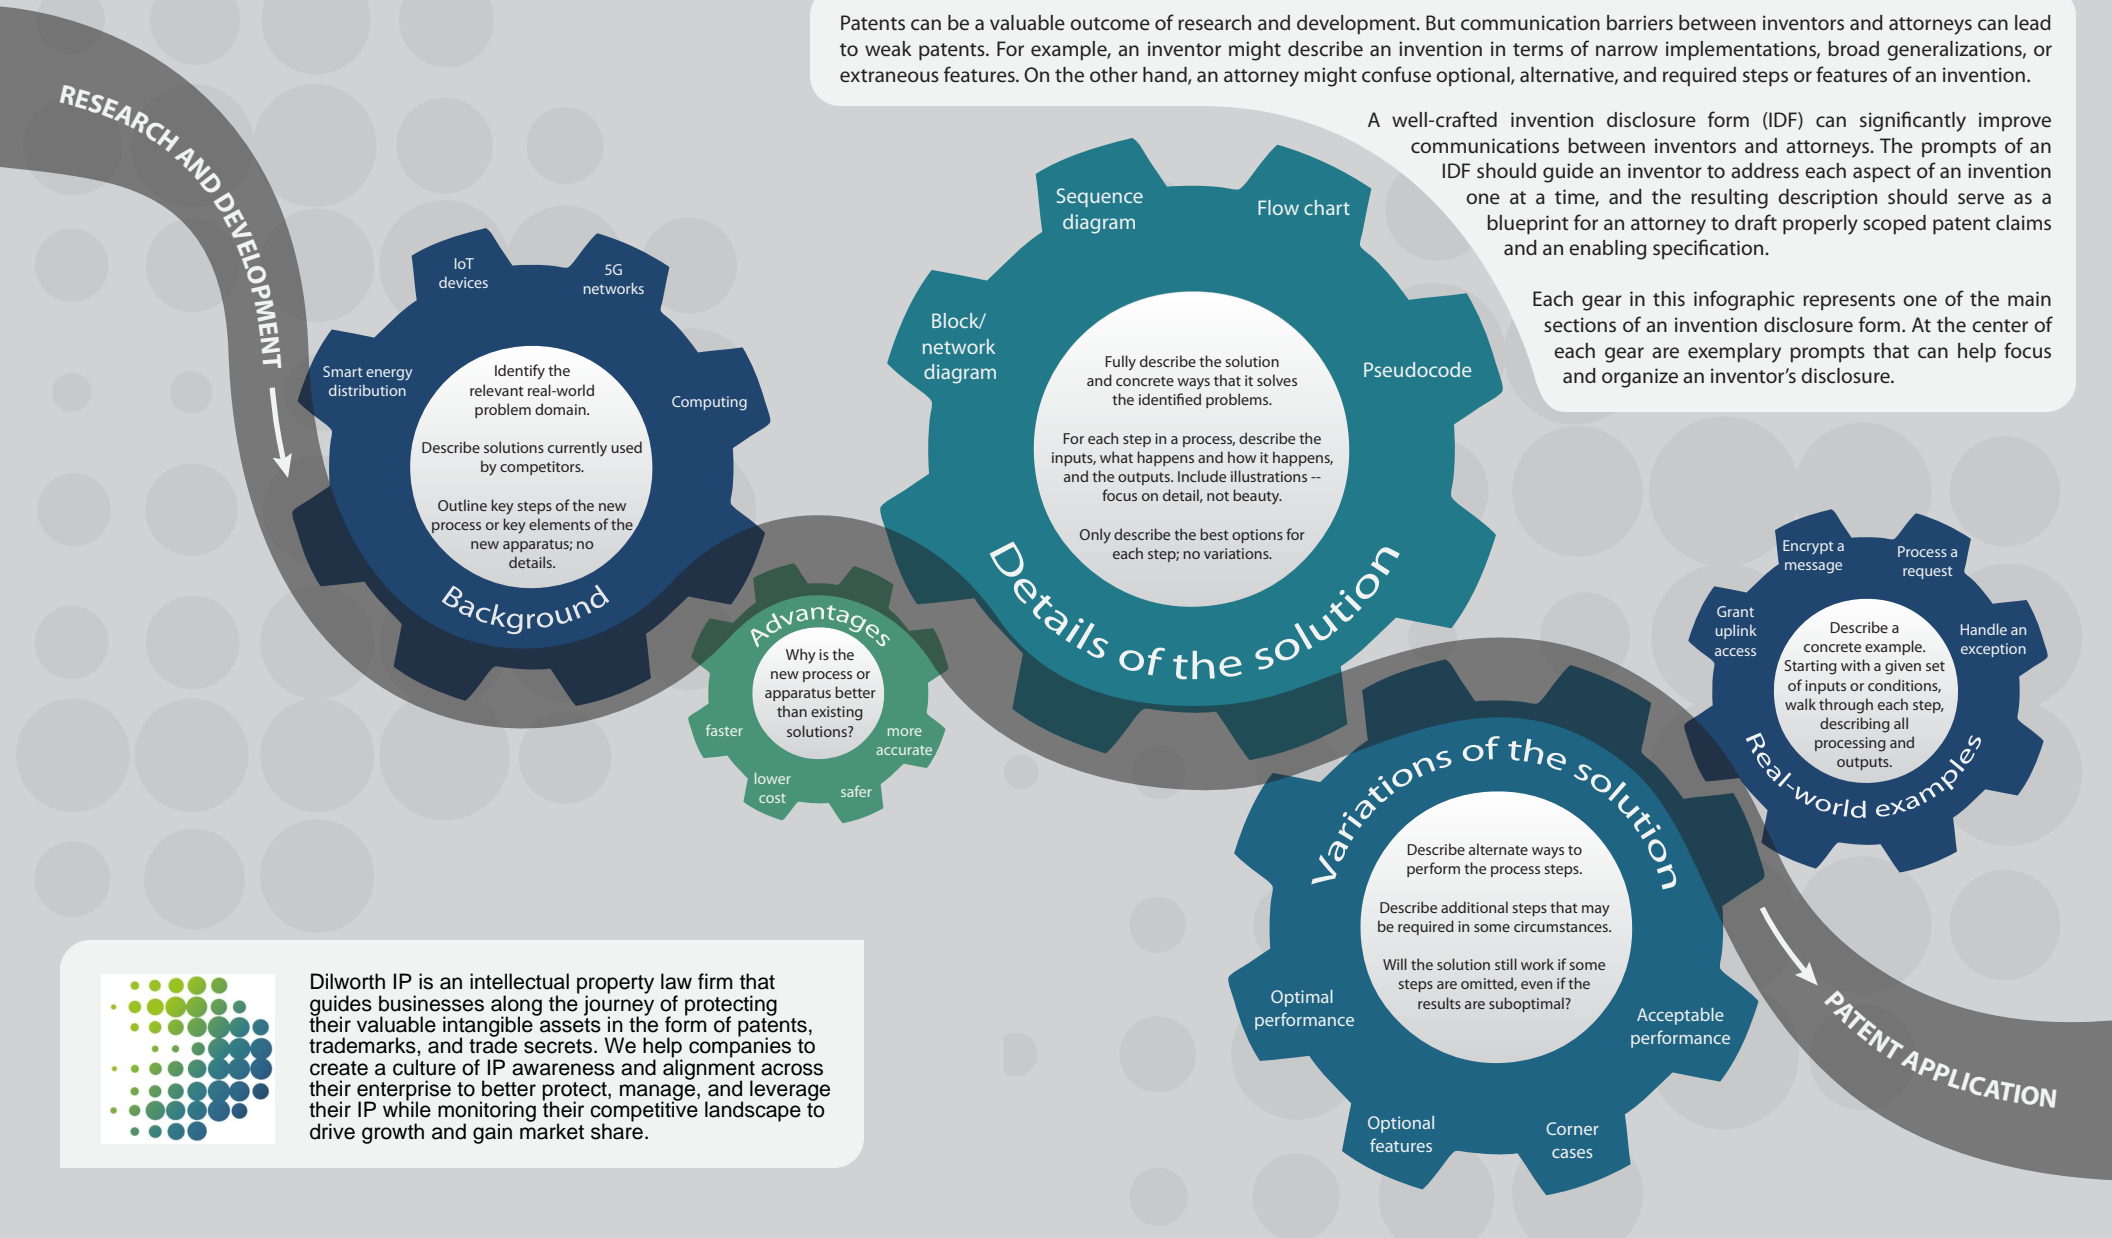 Patents can be a valuable outcome of research and development. But communication barriers between inventors and attorneys can lead
to weak patents. For example, an inventor might describe an invention in terms of narrow implementations, broad generalizations, or
extraneous features. On the other hand, an attorney might confuse optional, alternative, and required steps or features of an invention.
A well-crafted invention disclosure form (IDF) can significantly improve
communications between inventors and attorneys. The prompts of an
IDF should guide an inventor to address each aspect of an invention
one at a time, and the resulting description should serve as a
blueprint for an attorney to draft properly scoped patent claims
and an enabling specification.
Each gear in this infographic represents one of the main
sections of an invention disclosure form. At the center of
each gear are exemplary prompts that can help focus
and organize an inventor's disclosure.
RESEARCH AND DEVELOPMENT
Smart energy
distribution
IoT
devices
5G
networks
Computing
Identify the
relevant real-world
problem domain.
Describe solutions currently used
by competitors.
Outline key steps of the new
process or key elements of the
new apparatus; no
details.
Background
Advantages
Why is the
new process or
apparatus better
than existing
solutions?
faster
lower
cost
safer
more
accurate
Block/
network
diagram
Sequence
diagram
Flow chart
Pseudocode
Fully describe the solution
and concrete ways that it solves
the identified problems.
For each step in a process, describe the
inputs, what happens and how it happens,
and the outputs. Include illustrations --
focus on detail, not beauty.
Only describe the best options for
each step; no variations.
Details of the solution
Variations of the solution
Describe alternate ways to
perform the process steps.
Describe additional steps that may
be required in some circumstances.
Will the solution still work if some
steps are omitted, even if the
results are suboptimal?
Optimal
performance
Optional
features
Corner
cases
Acceptable
performance
Grant
uplink
access
Encrypt a
message
Process a
request
Handle an
exception
Describe a
concrete example.
Starting with a given set
of inputs or conditions,
walk through each step,
describing all
processing and
outputs.
Real-world examples
PATENT APPLICATION
Dilworth IP is an intellectual property law firm that
guides businesses along the journey of protecting
their valuable intangible assets in the form of patents,
trademarks, and trade secrets. We help companies to
create a culture of IP awareness and alignment across
their enterprise to better protect, manage, and leverage
their IP while monitoring their competitive landscape to
drive growth and gain market share.